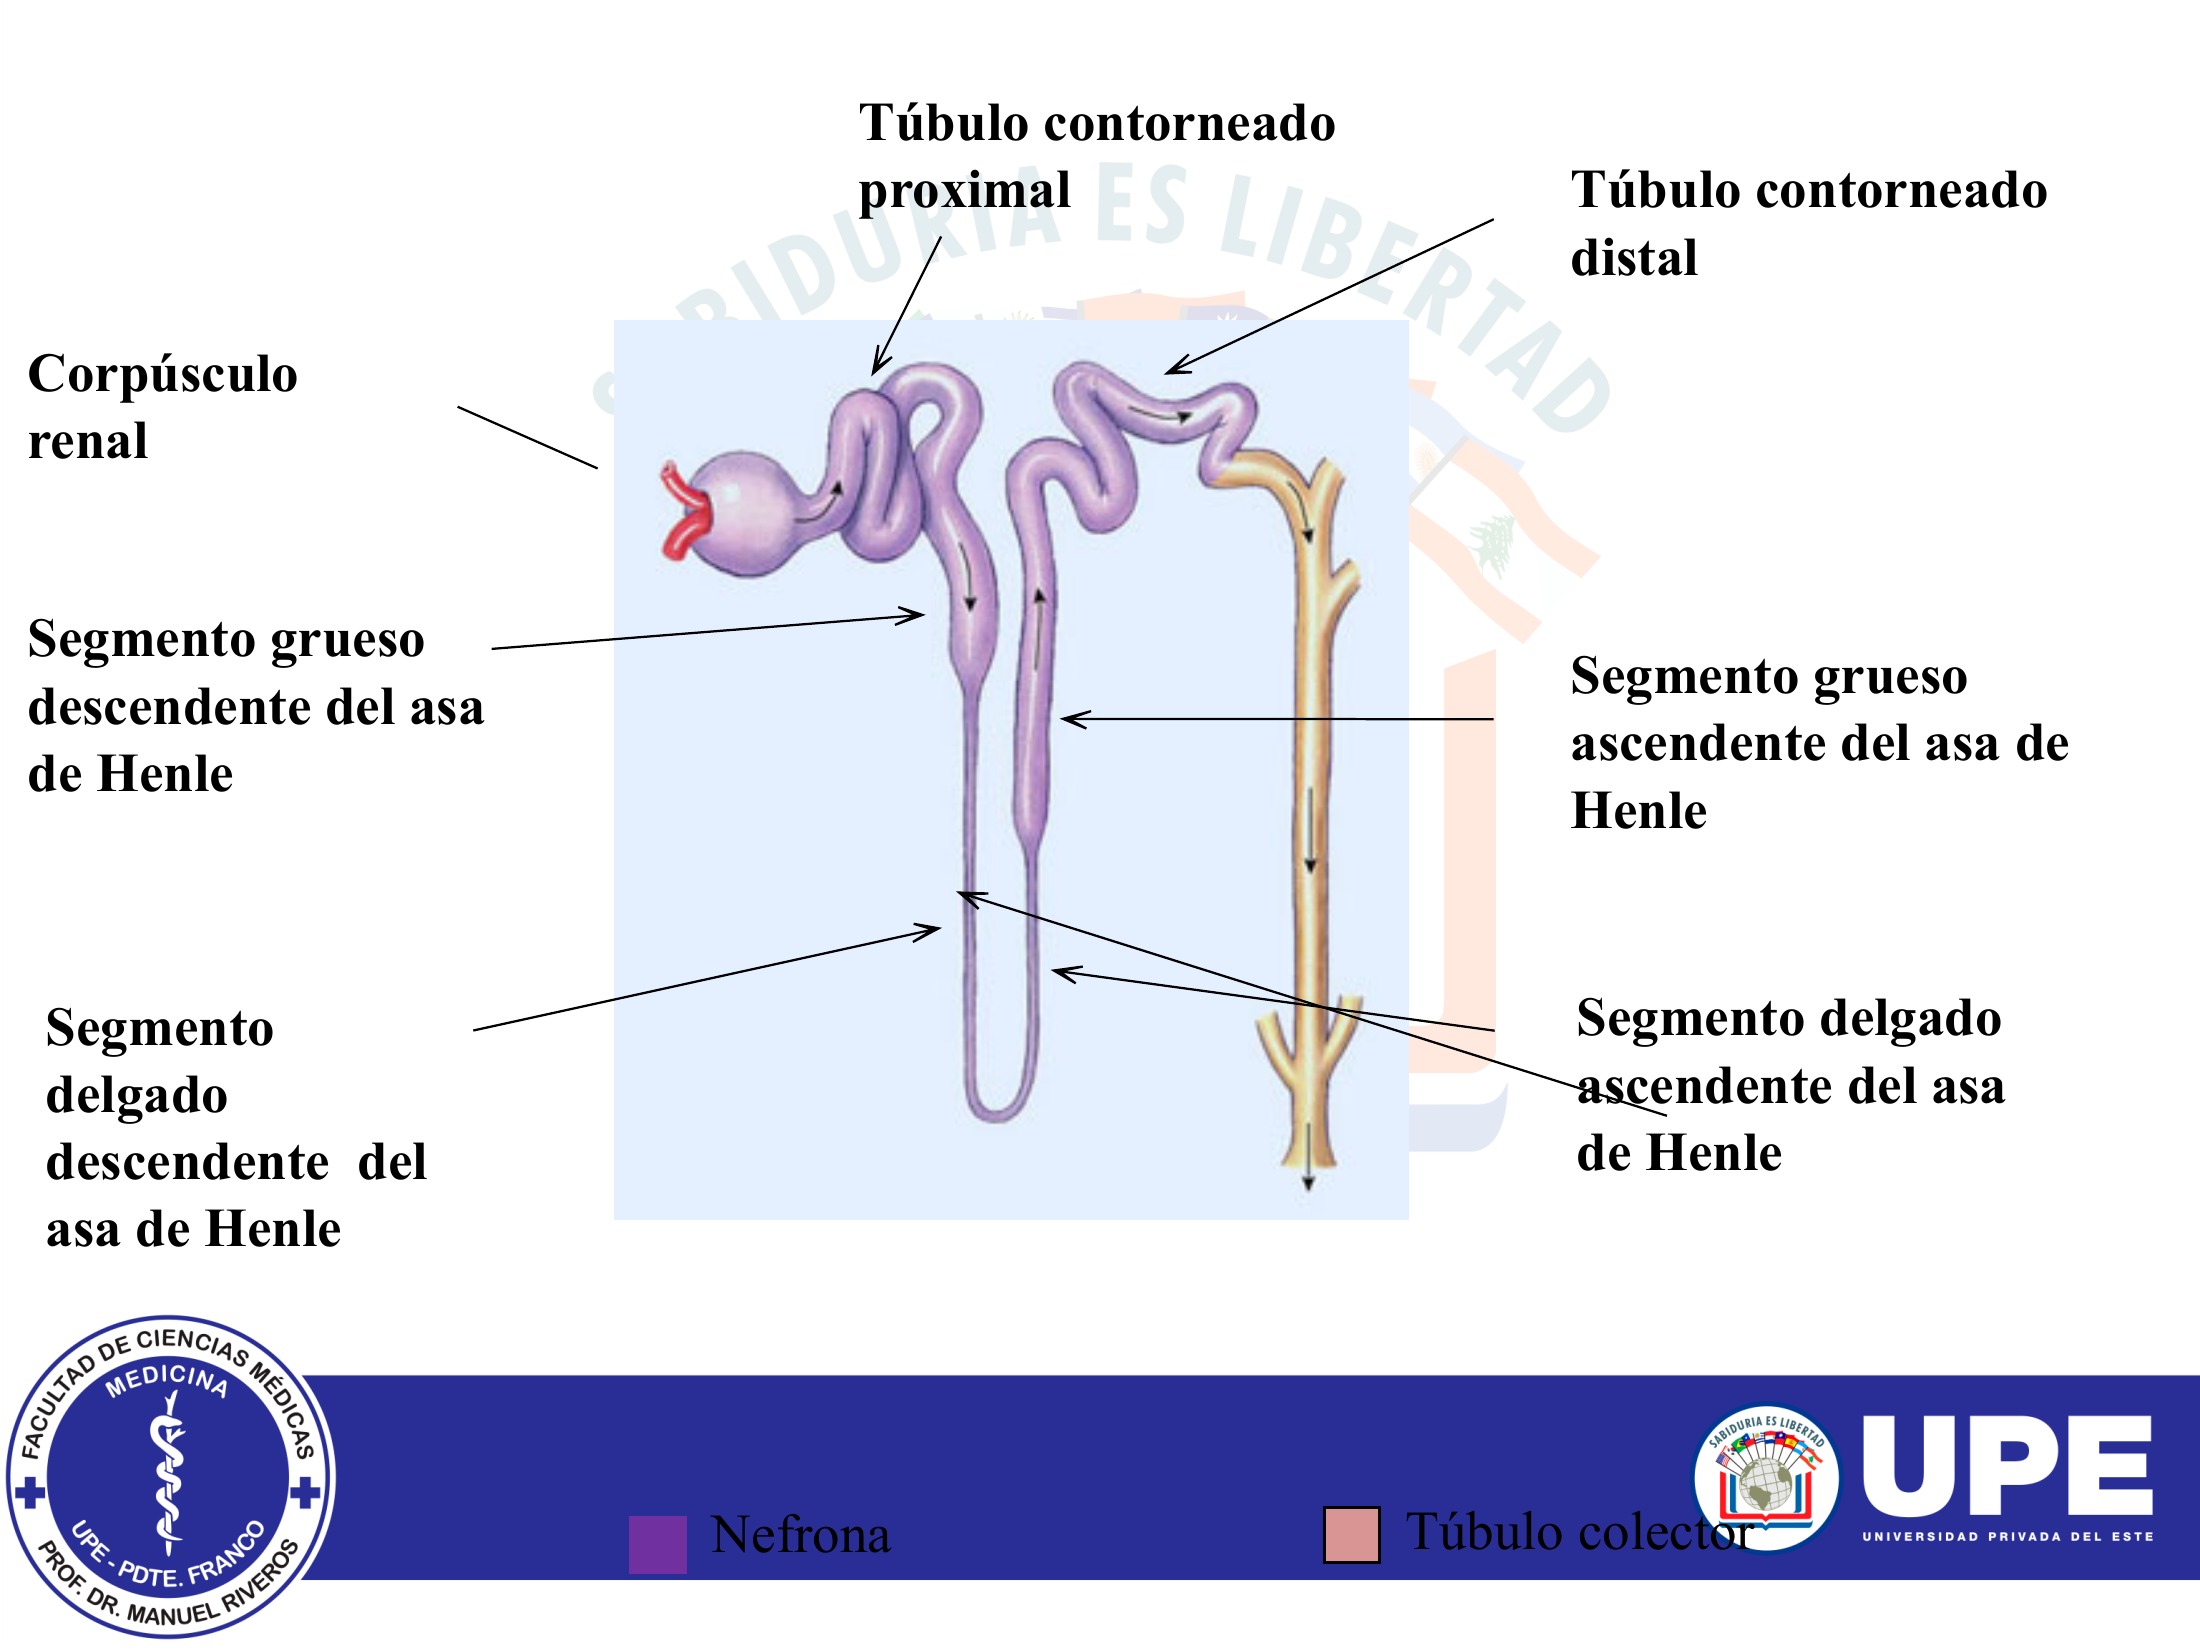 Túbulo contorneado
proximal
Túbulo contorneado
distal
SABIDURIA ES LIBERTAD
Corpúsculo
renal
Segmento grueso
descendente del asa
de Henle
Segmento grueso
ascendente del asa de
Henle
Segmento
delgado
descendente  del
asa de Henle
Segmento delgado
ascendente del asa
de Henle
FACULTAD DE CIENCIAS MÉDICAS
MEDICINA
UPE - PDTE. FRANCO
PROF. DR. MANUEL RIVEROS
Nefrona
Túbulo colector
SABIDURIA ES LIBERTAD
UPE
UNIVERSIDAD PRIVADA DEL ESTE